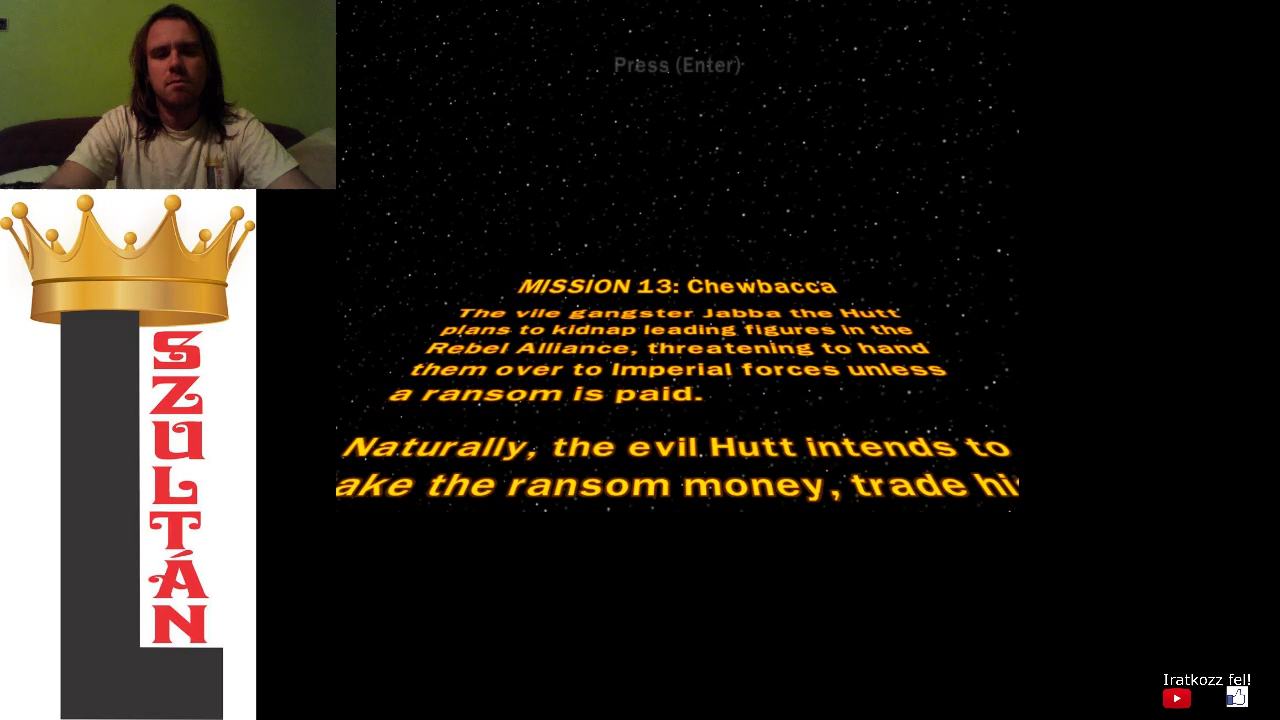 Press (Enter)
MISSION 13: Chewbacca
The vile gangster Jabba the Hutt
plans to kidnap leading figures in the
Rebel Alliance, threatening to hand
them over to Imperial forces unless
a ransom is paid.
Naturally, the evil Hutt intends to
ake the ransom money, trade hi
L
SZULTÁN
Iratkozz fel!